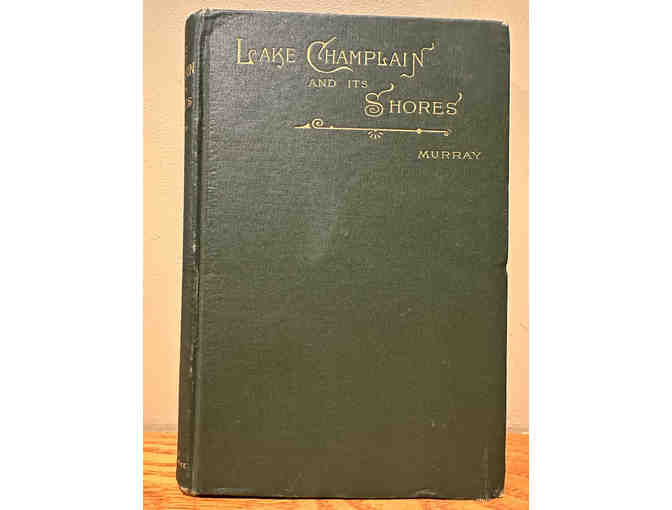 LAKE CHAMPLAIN
AND ITS
SHORES
MURRAY